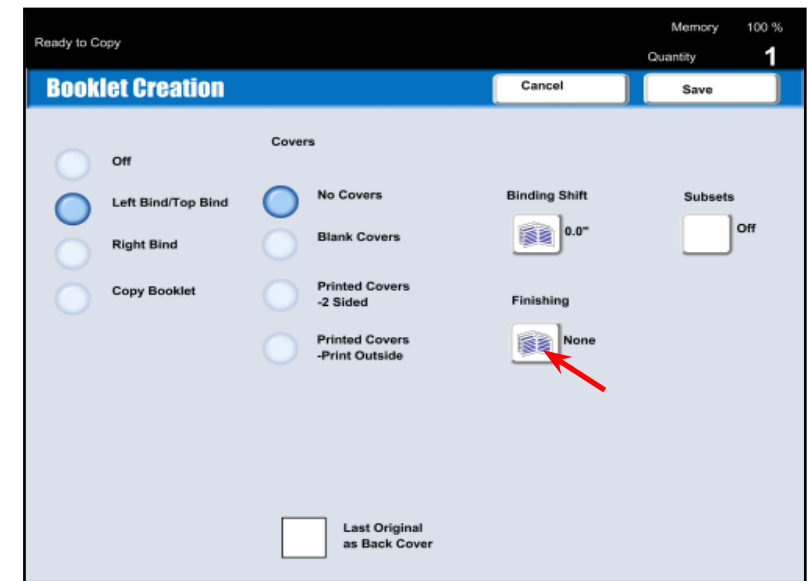 Memory 100 %
Ready to Copy
Quantity 1
Booklet Creation
Cancel
Save
Covers
Off
Left Bind/Top Bind
Right Bind
Copy Booklet
No Covers
Blank Covers
Printed Covers
-2 Sided
Printed Covers
-Print Outside
Binding Shift
0.0"
Finishing
None
Subsets
Off
Last Original
as Back Cover